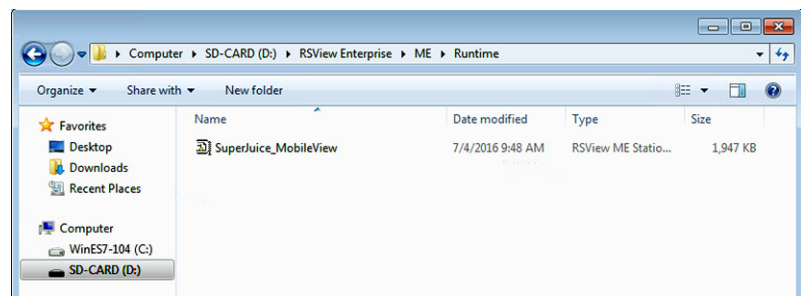 Computer ▸ SD-CARD (D:) ▸ RSView Enterprise ▸ ME ▸ Runtime
Organize Share with New folder
Name Date modified Type Size
Favorites
Desktop
Downloads
Recent Places
Computer
WinES7-104 (C:)
SD-CARD (D:)
SuperJuice_MobileView 7/4/2016 9:48 AM RSView ME Statio... 1,947 KB